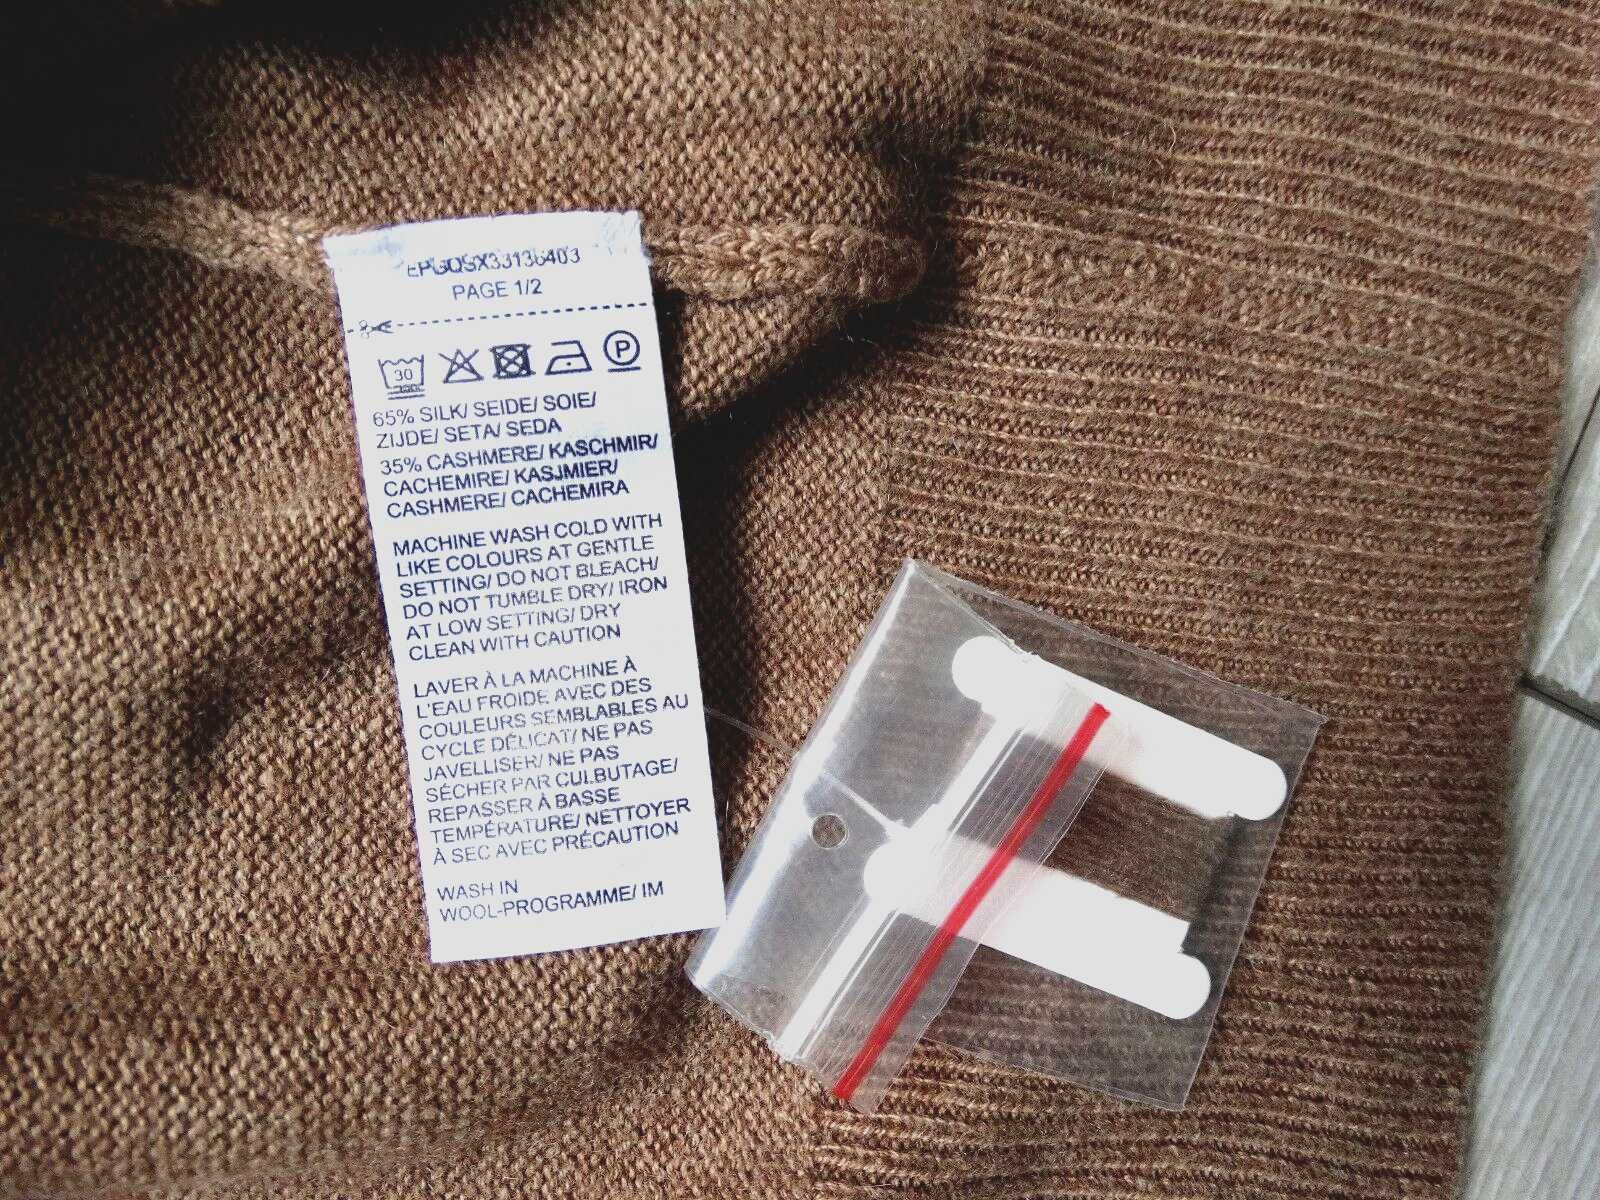 EPGQSX33136403
PAGE 1/2
30
P
65% SILK/ SEIDE/ SOIE/
ZIJDE/ SETA/ SEDA
35% CASHMERE/ KASCHMIR/
CACHEMIRE/ KASJMIER/
CASHMERE/ CACHEMIRA
MACHINE WASH COLD WITH
LIKE COLOURS AT GENTLE
SETTING/ DO NOT BLEACH/
DO NOT TUMBLE DRY/ IRON
AT LOW SETTING/ DRY
CLEAN WITH CAUTION
LAVER À LA MACHINE À
L'EAU FROIDE AVEC DES
COULEURS SEMBLABLES AU
CYCLE DÉLICAT/ NE PAS
JAVELLISER/ NE PAS
SÉCHER PAR CULBUTAGE/
REPASSER À BASSE
TEMPÉRATURE/ NETTOYER
À SEC AVEC PRÉCAUTION
WASH IN
WOOL-PROGRAMME/ IM